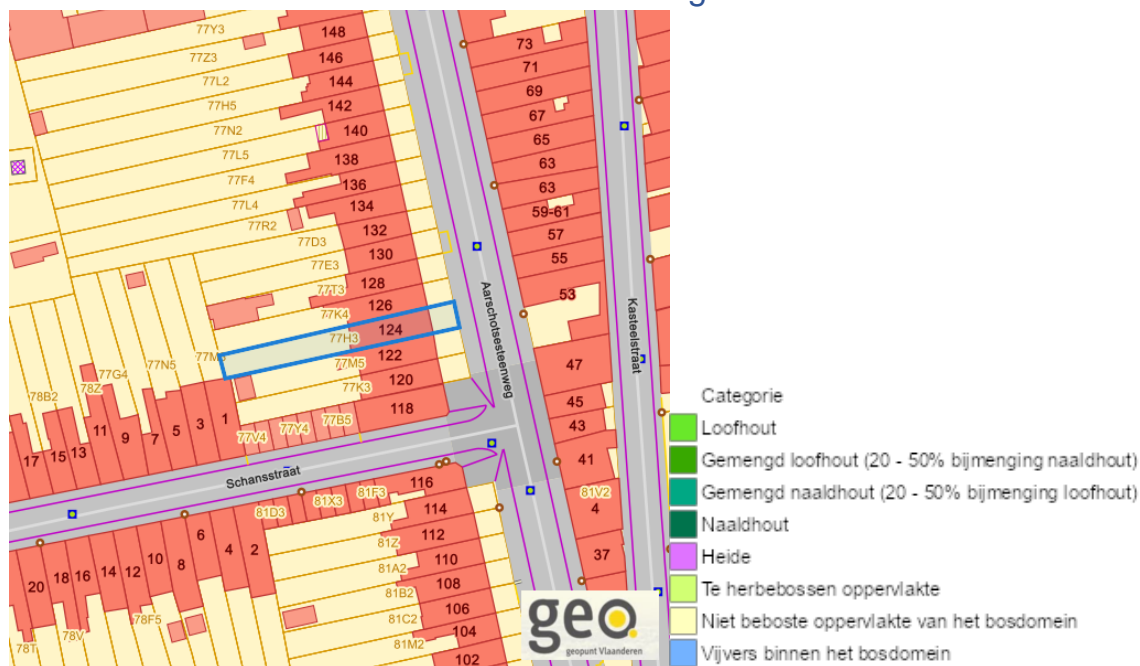 77Y3
148
77Z3
146
77L2
144
77H5
142
77N2
140
77L5
138
77F4
136
77L4
134
77R2
132
77D3
130
77E3
128
77T3
126
77K4
124
77H3
122
77M5
120
77K3
118
77B5
77Y4
77V4
73
71
69
67
65
63
63
59-61
57
55
53
47
45
43
41
81V2
4
37
Aarschotsesteenweg
Kasteelstraat
Schansstraat
77N5
77G4
78Z
78B2
17
15
13
11
9
7
5
3
1
81D3
81X3
81F3
116
81Y
114
81Z
112
81A2
110
81B2
108
81C2
106
81M2
104
102
20
18
16
14
12
10
8
6
4
2
78F5
78V
geo.
geopunt Vlaanderen
Categorie
Loofhout
Gemengd loofhout (20 - 50% bijmenging naaldhout)
Gemengd naaldhout (20 - 50% bijmenging loofhout)
Naaldhout
Heide
Te herbebossen oppervlakte
Niet beboste oppervlakte van het bosdomein
Vijvers binnen het bosdomein